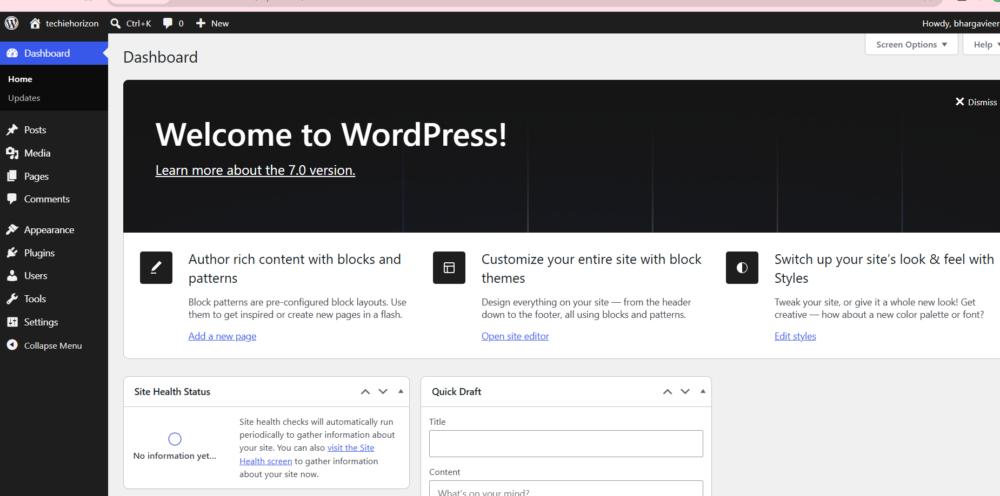 techiehorizon
Ctrl+K
0
New
Howdy, bhargavieer
Dashboard
Home
Updates
Posts
Media
Pages
Comments
Appearance
Plugins
Users
Tools
Settings
Collapse Menu
Screen Options
Help
Dashboard
Dismiss
Welcome to WordPress!
Learn more about the 7.0 version.
Author rich content with blocks and
patterns
Block patterns are pre-configured block layouts. Use
them to get inspired or create new pages in a flash.
Add a new page
Customize your entire site with block
themes
Design everything on your site — from the header
down to the footer, all using blocks and patterns.
Open site editor
Switch up your site’s look & feel with
Styles
Tweak your site, or give it a whole new look! Get
creative — how about a new color palette or font?
Edit styles
Site Health Status
No information yet...
Site health checks will automatically run
periodically to gather information about
your site. You can also visit the Site
Health screen to gather information
about your site now.
Quick Draft
Title
Content
What’s on your mind?